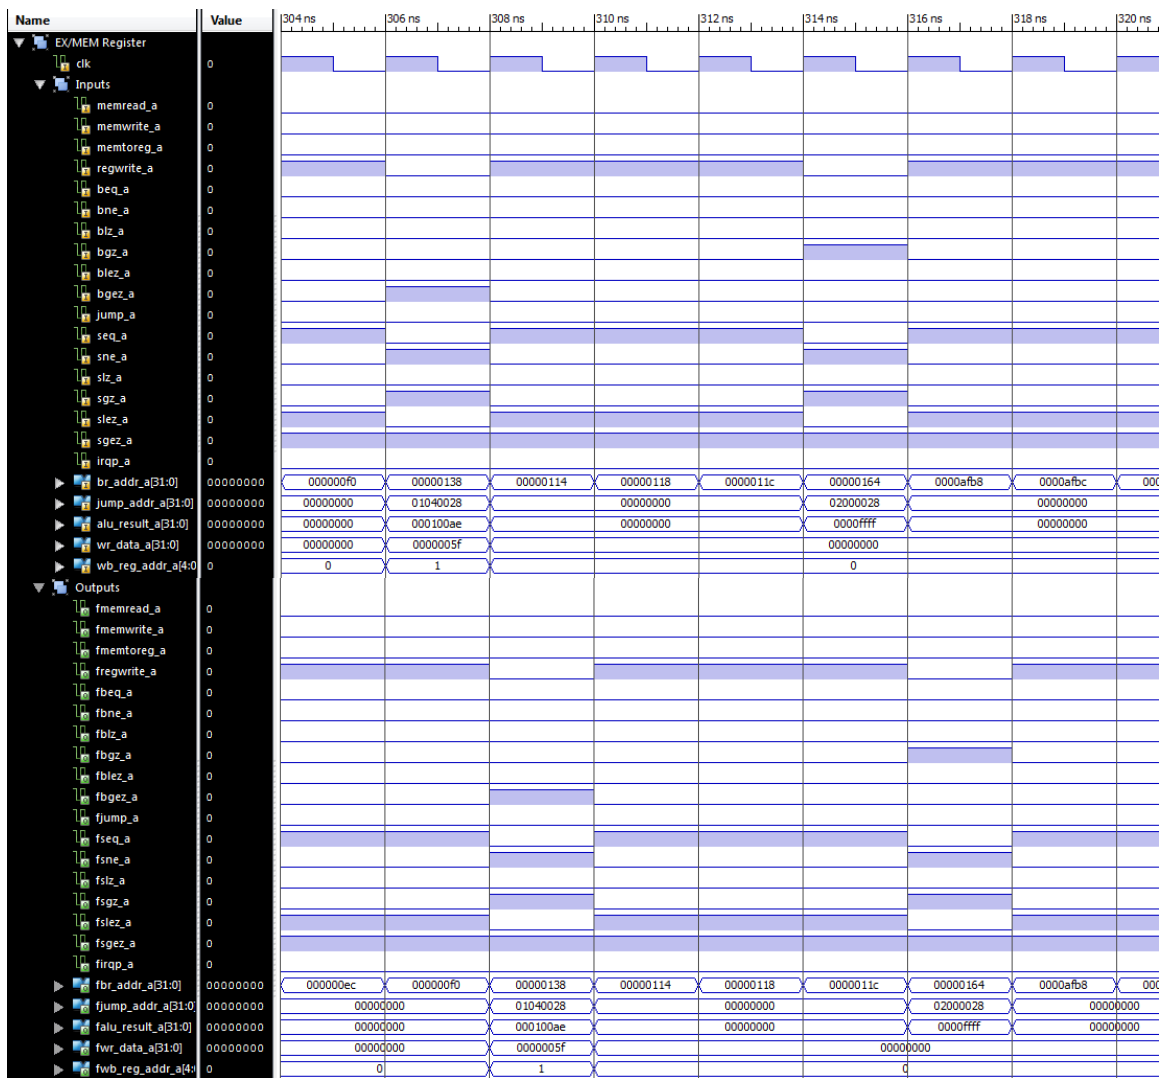 Name Value 304 ns 306 ns 308 ns 310 ns 312 ns 314 ns 316 ns 318 ns 320 ns
EX/MEM Register
clk 0
Inputs
memread_a 0
memwrite_a 0
memtoreg_a 0
regwrite_a 0
beq_a 0
bne_a 0
blz_a 0
bgz_a 0
blez_a 0
bgez_a 0
jump_a 0
seq_a 0
sne_a 0
slz_a 0
sgz_a 0
slez_a 0
sgez_a 0
irqp_a 0
br_addr_a[31:0] 00000000 000000f0 00000138 00000114 00000118 0000011c 00000164 0000afb8 0000afbc 000
jump_addr_a[31:0] 00000000 00000000 01040028 00000000 02000028 00000000
alu_result_a[31:0] 00000000 00000000 000100ae 00000000 0000ffff 00000000
wr_data_a[31:0] 00000000 00000000 0000005f 00000000
wb_reg_addr_a[4:0 0 0 1 0
Outputs
fmemread_a 0
fmemwrite_a 0
fmemtoreg_a 0
fregwrite_a 0
fbeq_a 0
fbne_a 0
fblz_a 0
fbgz_a 0
fblez_a 0
fbgez_a 0
fjump_a 0
fseq_a 0
fsne_a 0
fslz_a 0
fsgz_a 0
fslez_a 0
fsgez_a 0
firqp_a 0
fbr_addr_a[31:0] 00000000 000000ec 000000f0 00000138 00000114 00000118 0000011c 00000164 0000afb8 000
fjump_addr_a[31:0 00000000 00000000 01040028 00000000 02000028 00000000
falu_result_a[31:0] 00000000 00000000 000100ae 00000000 0000ffff 00000000
fwr_data_a[31:0] 00000000 00000000 0000005f 00000000
fwb_reg_addr_a[4: 0 0 1 0